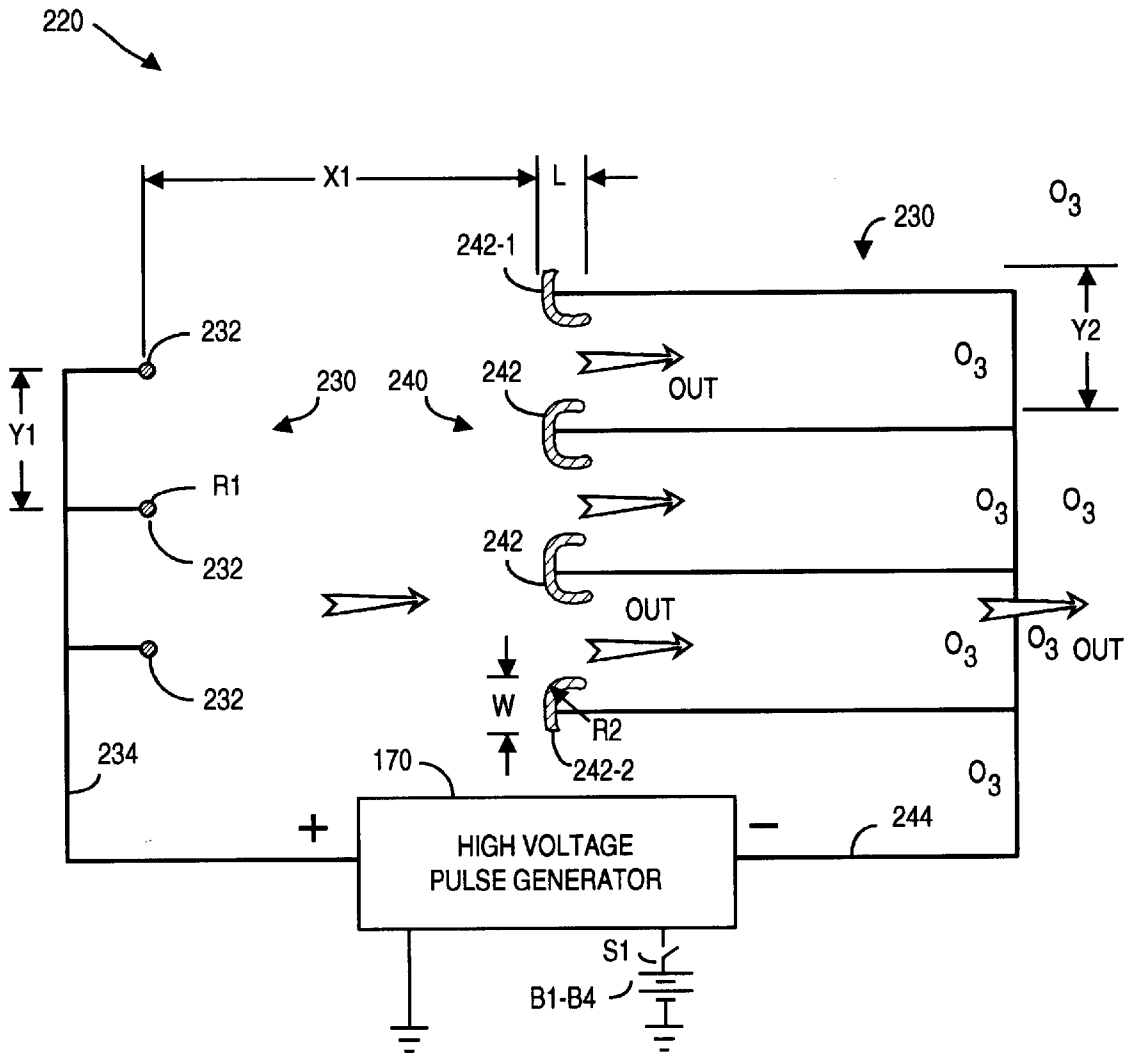 220
X1
L
O3
230
242-1
232
Y2
O3
230
240
242
OUT
Y1
R1
O3
O3
232
242
OUT
O3
O3
OUT
232
W
R2
234
170
242-2
O3
+
−
244
HIGH VOLTAGE
PULSE GENERATOR
S1
B1-B4